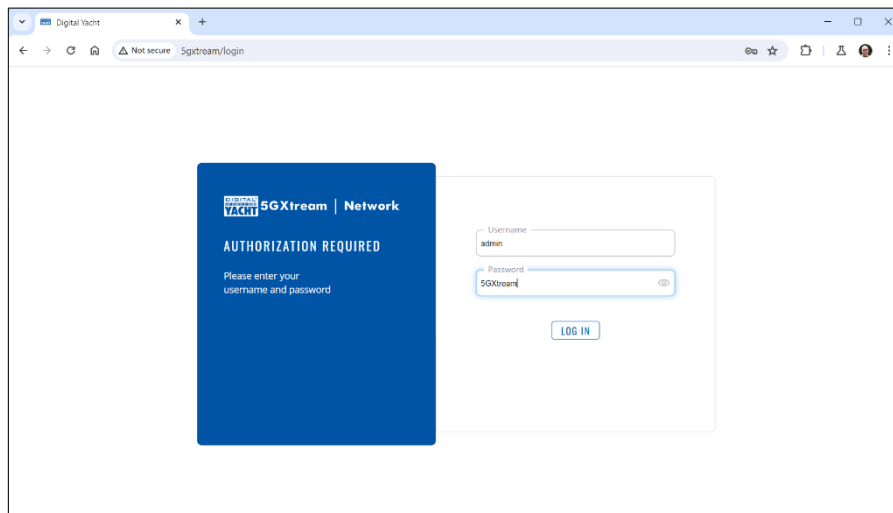 Digital Yacht
Not secure
5gxtream/login
DIGITAL
YACHT
5GXtream | Network
AUTHORIZATION REQUIRED
Please enter your
username and password
Username
admin
Password
5GXtream
LOG IN